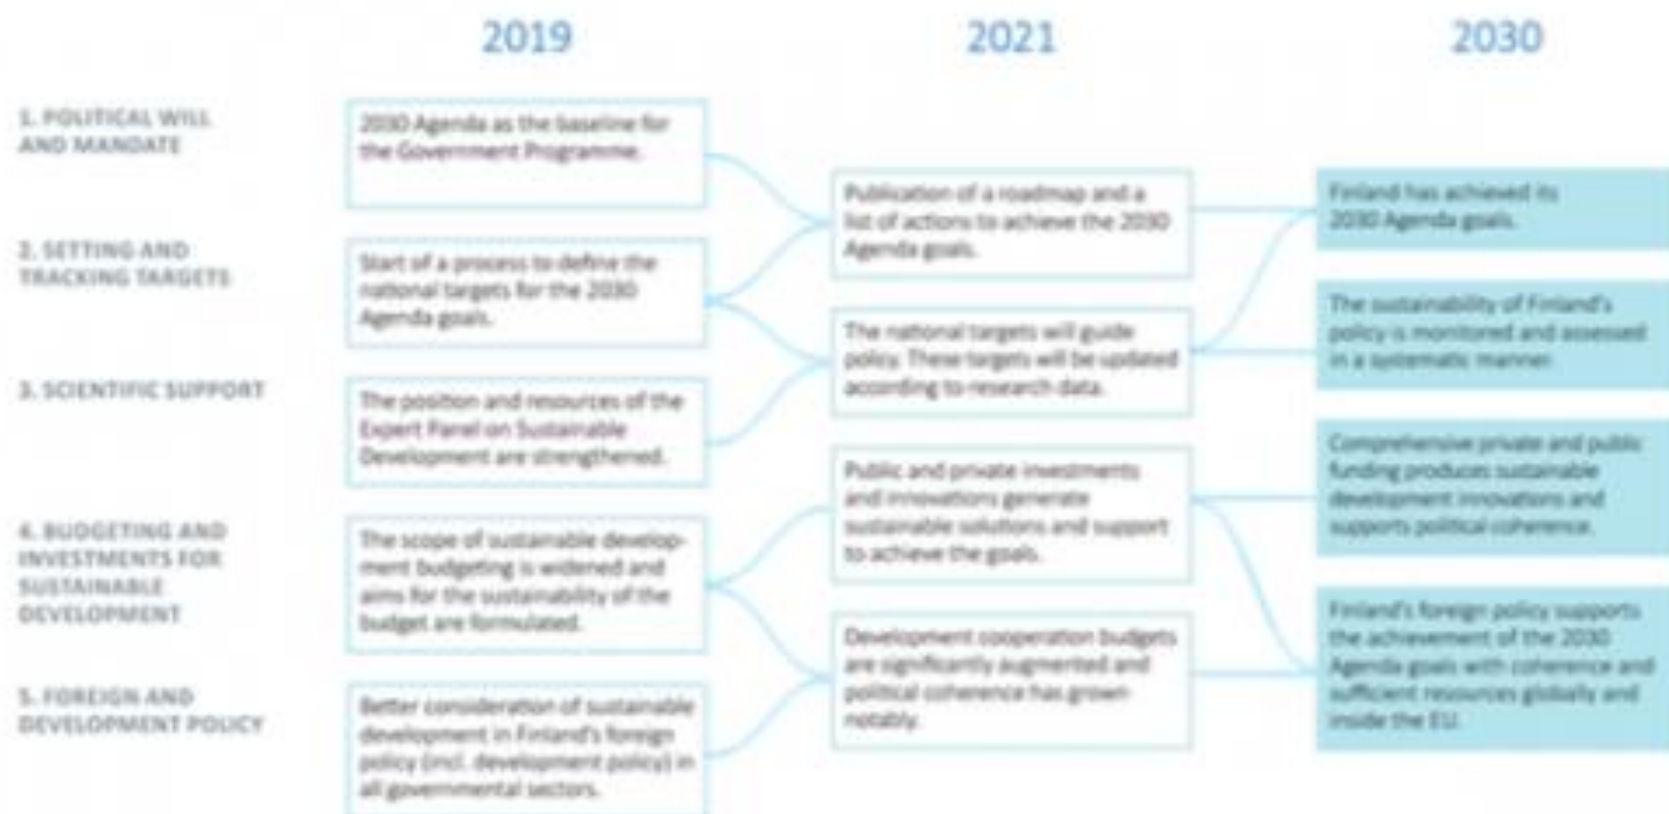 2019
2021
2030
1. POLITICAL WILL
AND MANDATE
2030 Agenda as the baseline for
the Government Programme.
2. SETTING AND
TRACKING TARGETS
Start of a process to define the
national targets for the 2030
Agenda goals.
3. SCIENTIFIC SUPPORT
The position and resources of the
Expert Panel on Sustainable
Development are strengthened.
4. BUDGETING AND
INVESTMENTS FOR
SUSTAINABLE
DEVELOPMENT
The scope of sustainable develop-
ment budgeting is widened and
aims for the sustainability of the
budget are formulated.
5. FOREIGN AND
DEVELOPMENT POLICY
Better consideration of sustainable
development in Finland's foreign
policy (incl. development policy) in
all governmental sectors.
Publication of a roadmap and a
list of actions to achieve the 2030
Agenda goals.
The national targets will guide
policy. These targets will be updated
according to research data.
Public and private investments
and innovations generate
sustainable solutions and support
to achieve the goals.
Development cooperation budgets
are significantly augmented and
political coherence has grown
notably.
Finland has achieved its
2030 Agenda goals.
The sustainability of Finland's
policy is monitored and assessed
in a systematic manner.
Comprehensive private and public
funding produces sustainable
development innovations and
supports political coherence.
Finland's foreign policy supports
the achievement of the 2030
Agenda goals with coherence and
sufficient resources globally and
inside the EU.